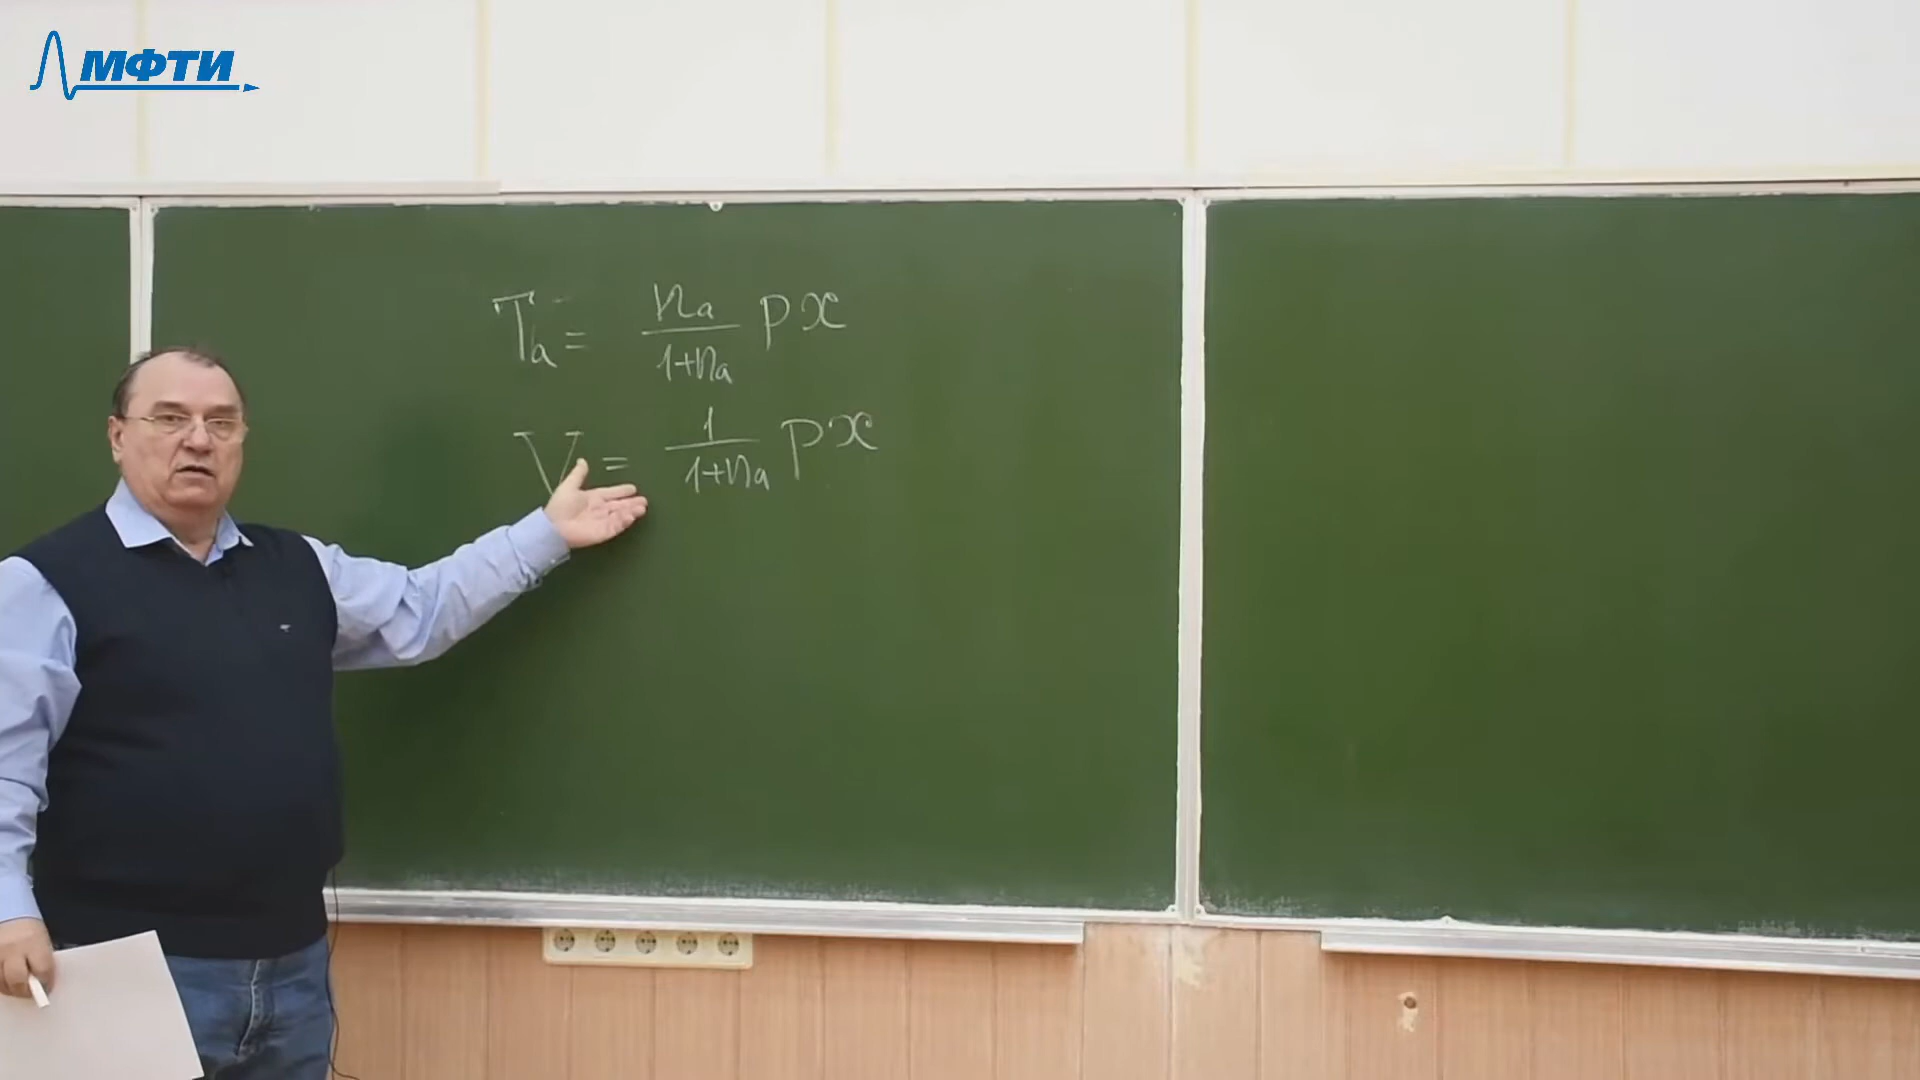 МФТИ
Ta = na/(1+na) px
V = 1/(1+na) px